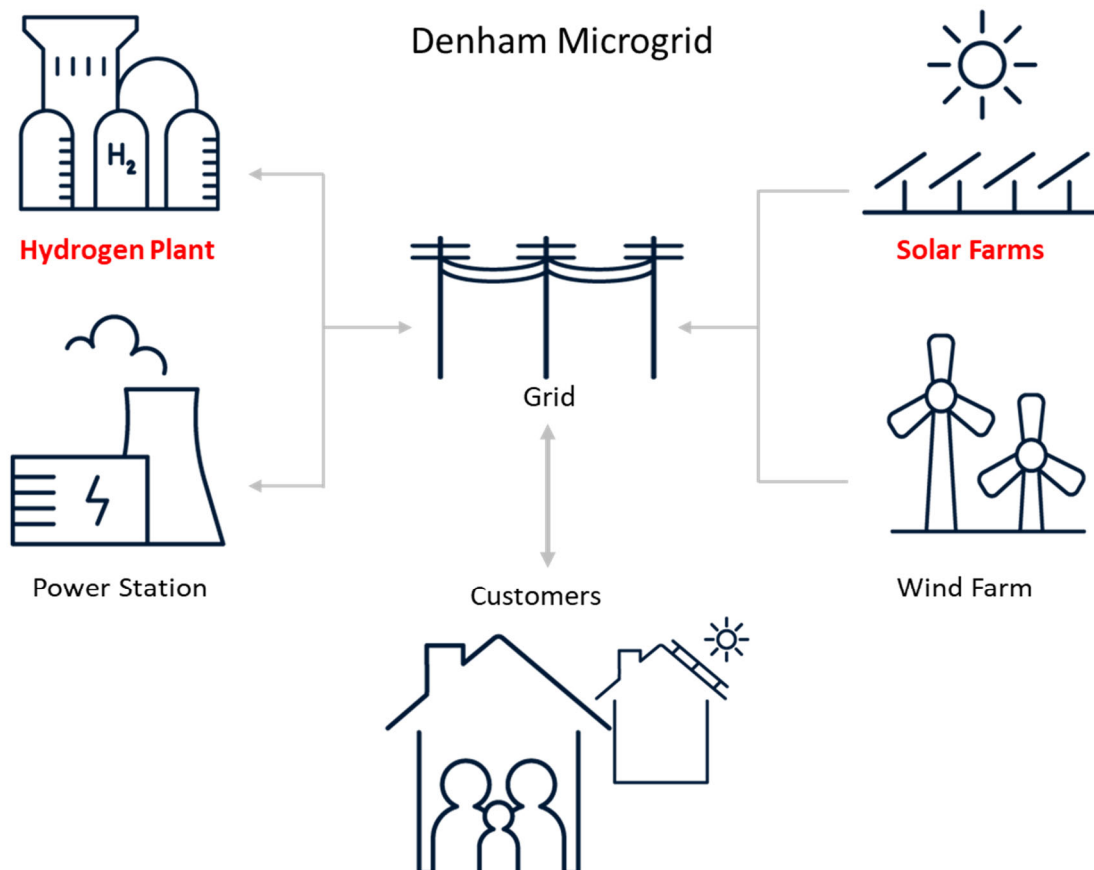 Denham Microgrid
H₂
Hydrogen Plant
Solar Farms
Grid
Power Station
Customers
Wind Farm